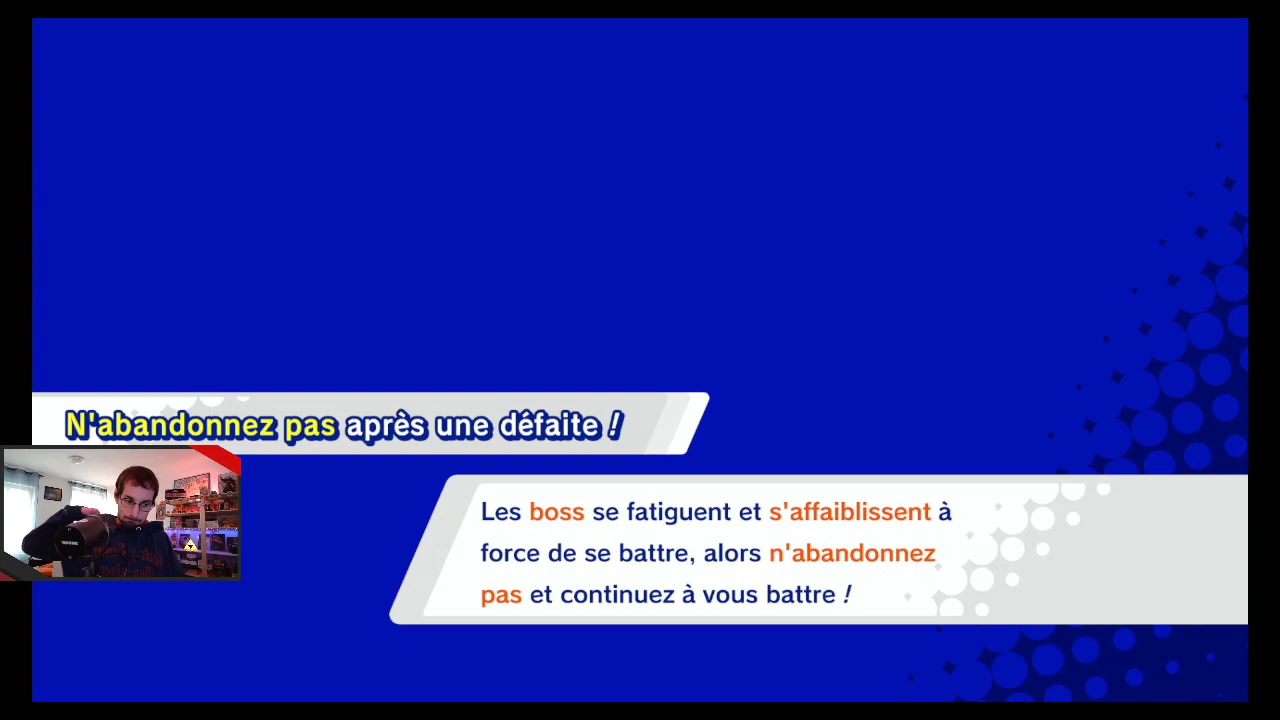 N'abandonnez pas après une défaite !
Les boss se fatiguent et s'affaiblissent à
force de se battre, alors n'abandonnez
pas et continuez à vous battre !